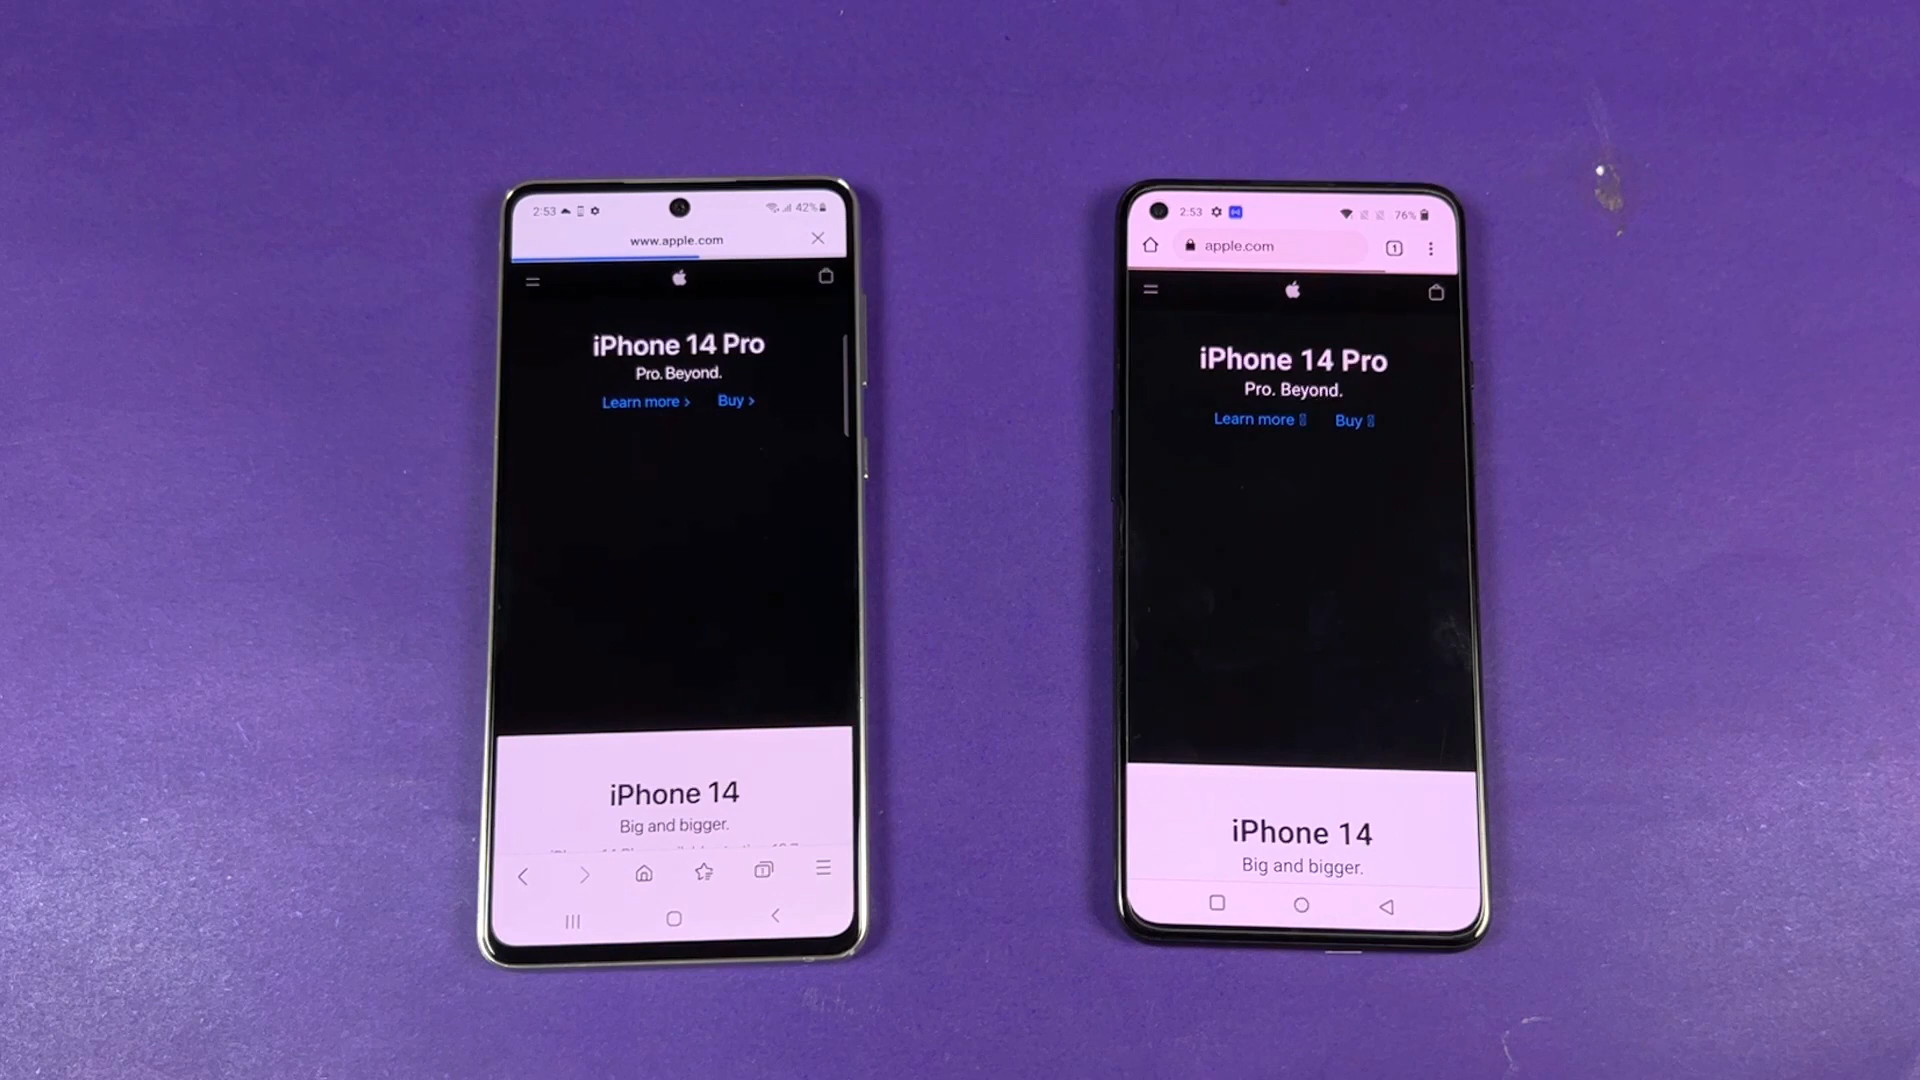 2:53
42%
www.apple.com
iPhone 14 Pro
Pro. Beyond.
Learn more >
Buy >
iPhone 14
Big and bigger.
2:53
76%
apple.com
1
iPhone 14 Pro
Pro. Beyond.
Learn more
Buy
iPhone 14
Big and bigger.